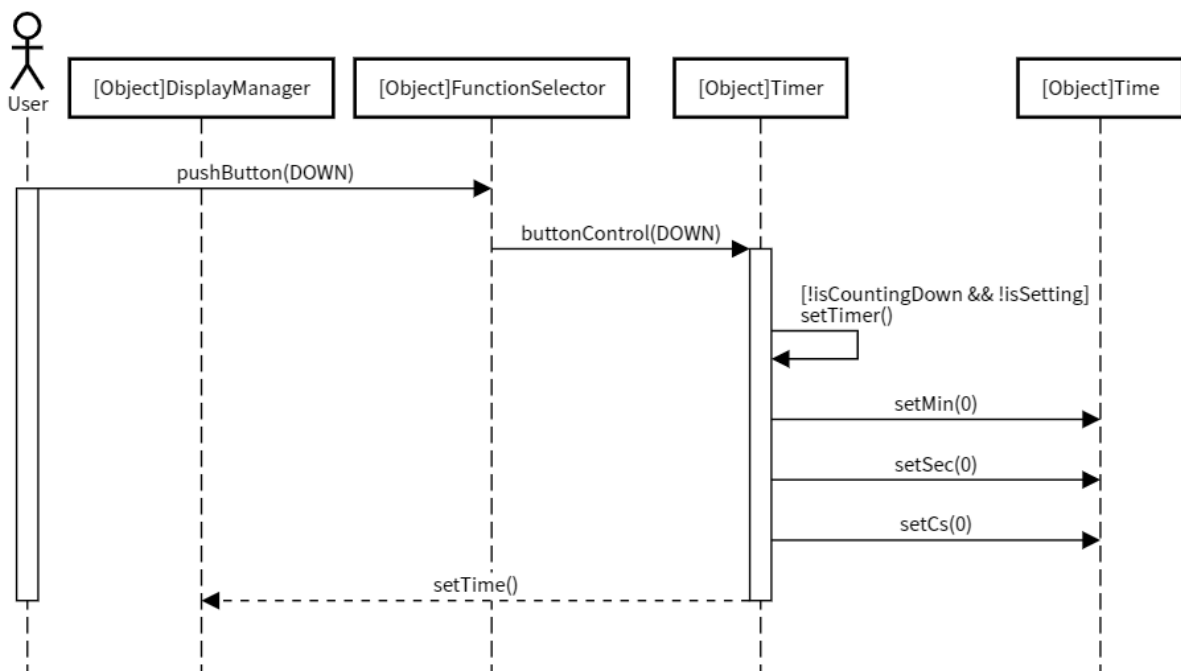 User
[Object]DisplayManager
[Object]FunctionSelector
[Object]Timer
[Object]Time
pushButton(DOWN)
buttonControl(DOWN)
[!isCountingDown && !isSetting]
setTimer()
setMin(0)
setSec(0)
setCs(0)
setTime()